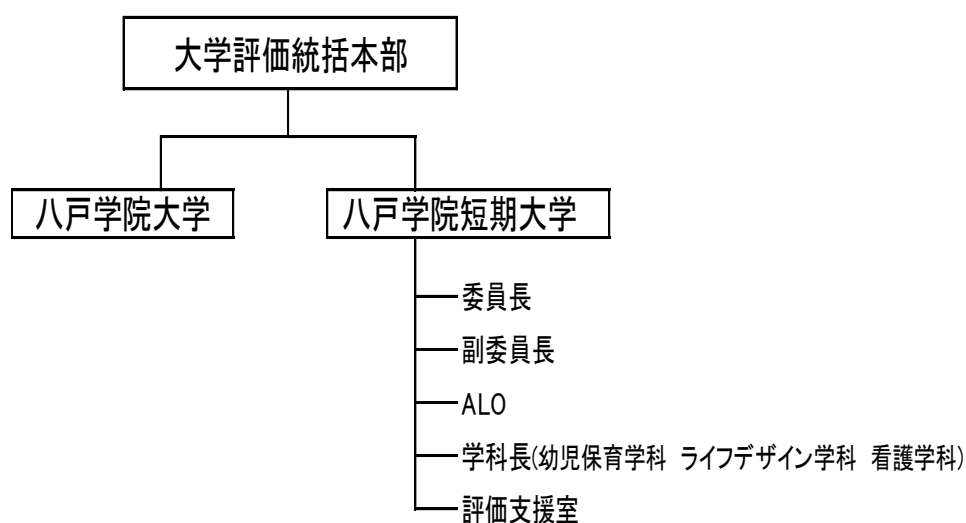 大学評価統括本部
八戸学院大学
八戸学院短期大学
委員長
副委員長
ALO
学科長(幼児保育学科 ライフデザイン学科 看護学科)
評価支援室